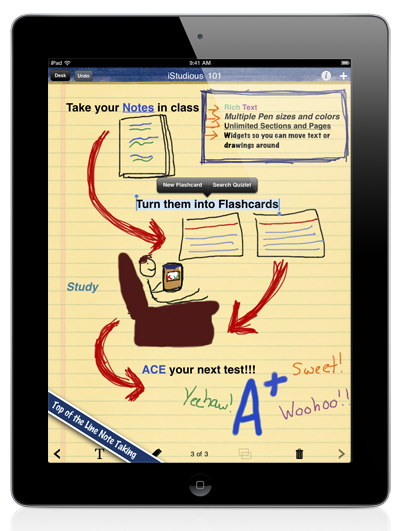 iPad 9:41 AM
Desk Undo iStudious 101
Take your Notes in class
Rich Text
Multiple Pen sizes and colors
Unlimited Sections and Pages
Widgets so you can move text or
drawings around
New Flashcard Search Quizlet
Turn them into Flashcards
Study
ACE your next test!!!
Sweet!
Yeehaw!
A+
Woohoo!!
Top of the Line Note Taking
T 3 of 3